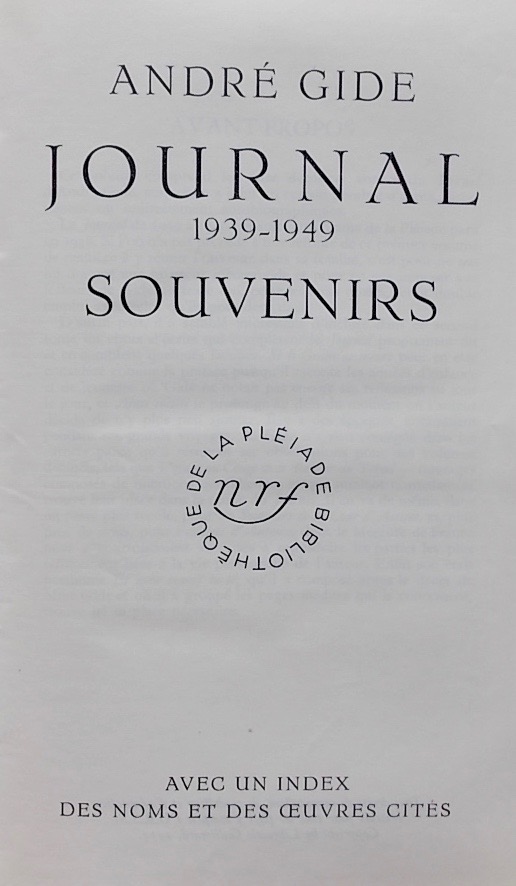 ANDRÉ GIDE
JOURNAL
1939-1949
SOUVENIRS
BIBLIOTHÈQUE DE LA PLÉIADE
nrf
AVEC UN INDEX
DES NOMS ET DES ŒUVRES CITÉS